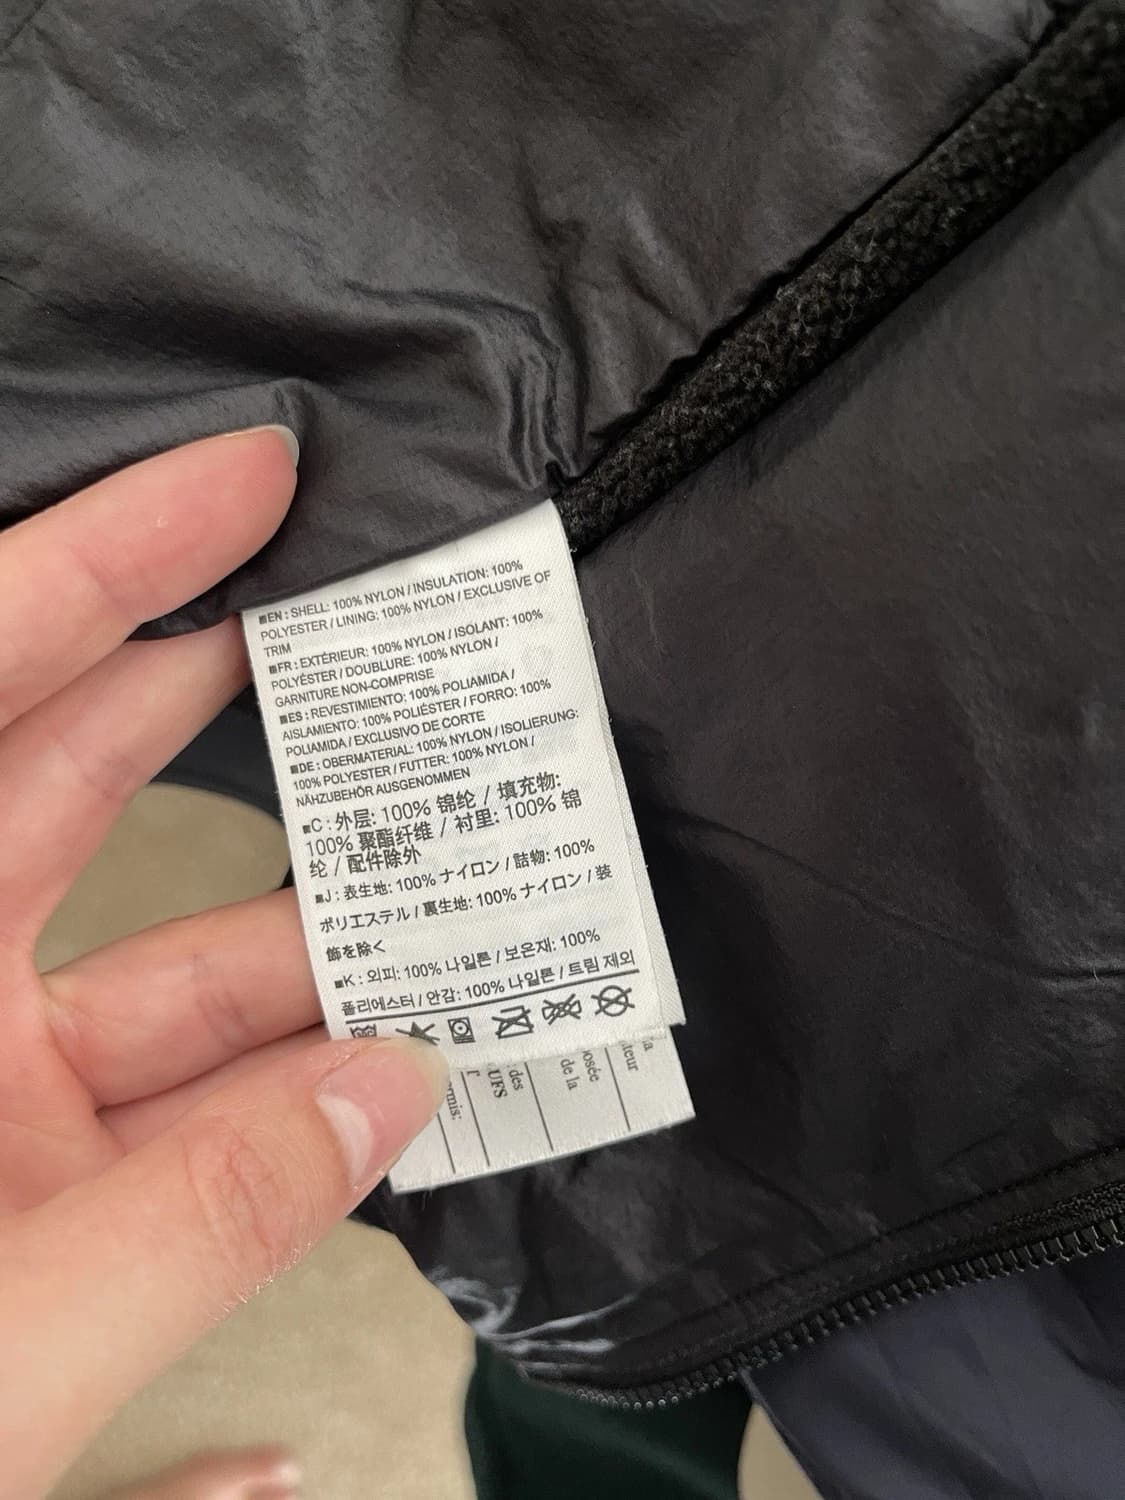 ■EN : SHELL: 100% NYLON / INSULATION: 100%
POLYESTER / LINING: 100% NYLON / EXCLUSIVE OF
TRIM
■FR : EXTÉRIEUR: 100% NYLON / ISOLANT: 100%
POLYÉSTER / DOUBLURE: 100% NYLON /
GARNITURE NON-COMPRISE
■ES : REVESTIMIENTO: 100% POLIAMIDA /
AISLAMIENTO: 100% POLIÉSTER / FORRO: 100%
POLIAMIDA / EXCLUSIVO DE CORTE
■DE : OBERMATERIAL: 100% NYLON / ISOLIERUNG:
100% POLYESTER / FUTTER: 100% NYLON /
NÄHZUBEHÖR AUSGENOMMEN
■C : 外层: 100% 锦纶 / 填充物:
100% 聚酯纤维 / 衬里: 100% 锦
纶 / 配件除外
■J : 表生地: 100% ナイロン / 詰物: 100%
ポリエステル / 裏生地: 100% ナイロン / 装
飾を除く
■K : 외피: 100% 나일론 / 보온재: 100%
폴리에스터 / 안감: 100% 나일론 / 트림 제외
des
de la